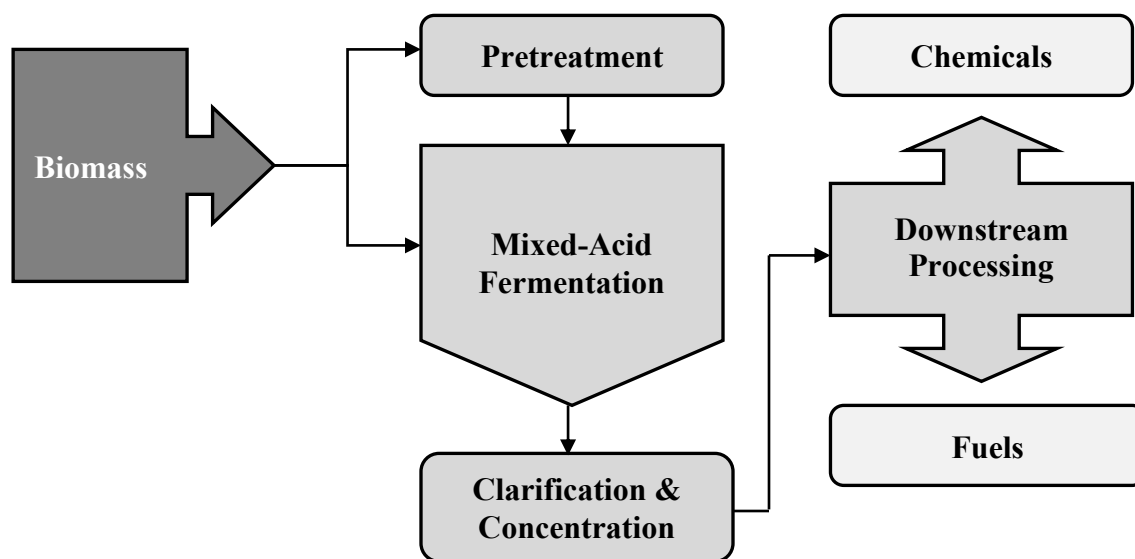 Biomass
Pretreatment
Mixed-Acid
Fermentation
Clarification &
Concentration
Chemicals
Downstream
Processing
Fuels